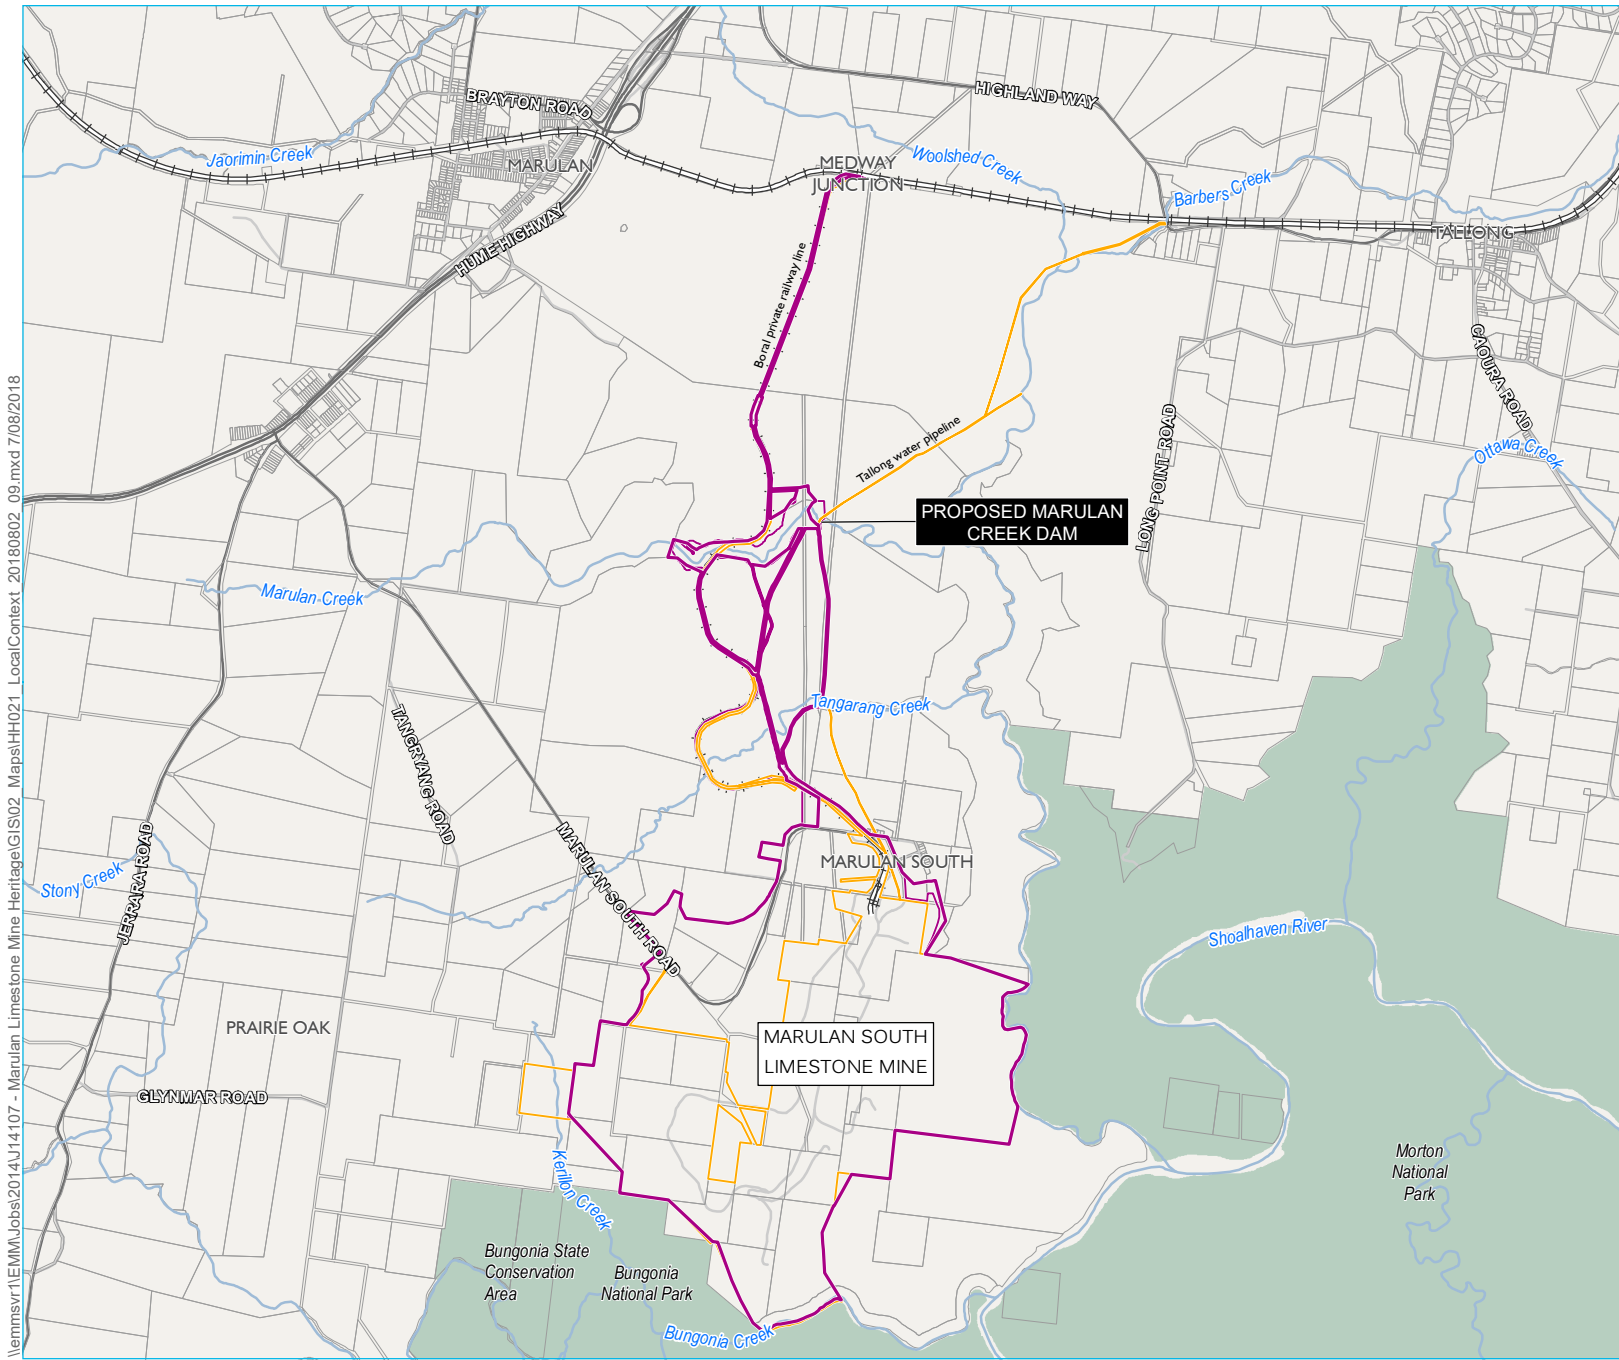 BRAYTON ROAD
HIGHLAND WAY
Jaorimin Creek
MARULAN
MEDWAY
JUNCTION
Woolshed Creek
Barbers Creek
HUME HIGHWAY
TALLONG
Boral private railway line
CAOURA ROAD
Tallong water pipeline
LONG POINT ROAD
Ottawa Creek
PROPOSED MARULAN
CREEK DAM
Marulan Creek
Tangarang Creek
TANGRYANG ROAD
MARULAN SOUTH ROAD
MARULAN SOUTH
Stony Creek
JERRARA ROAD
Shoalhaven River
PRAIRIE OAK
MARULAN SOUTH
LIMESTONE MINE
GLYNMAR ROAD
Kerillon Creek
Morton
National
Park
Bungonia State
Conservation
Area
Bungonia
National Park
Bungonia Creek
\\emmsvr1\EMM\Jobs\2014\J14107 - Marulan Limestone Mine Heritage\GIS\02_Maps\HH021_LocalContext_20180802_09.mxd 7/08/2018